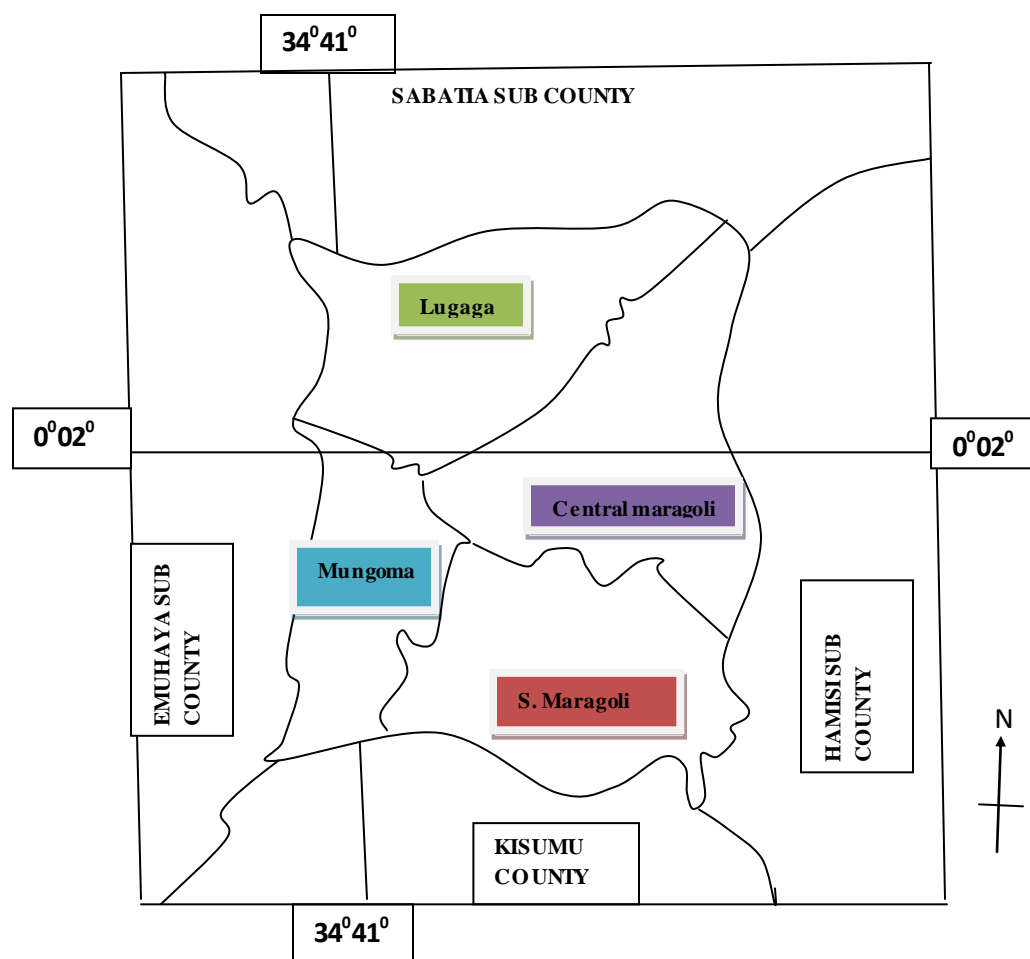 34⁰41⁰
SABATIA SUB COUNTY
Lugaga
0⁰02⁰
0⁰02⁰
Central maragoli
Mungoma
EMUHAYA SUB
COUNTY
HAMISI SUB
COUNTY
S. Maragoli
N
KISUMU
COUNTY
34⁰41⁰